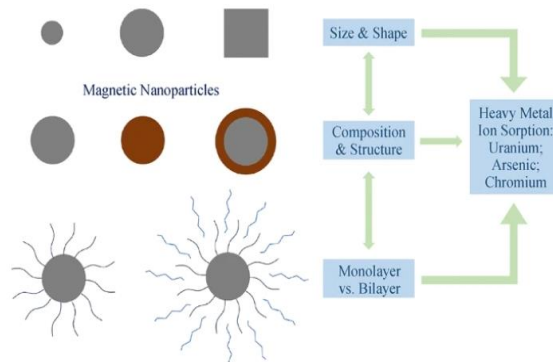 Size & Shape
Magnetic Nanoparticles
Composition
& Structure
Heavy Metal
Ion Sorption:
Uranium;
Arsenic;
Chromium
Monolayer
vs. Bilayer